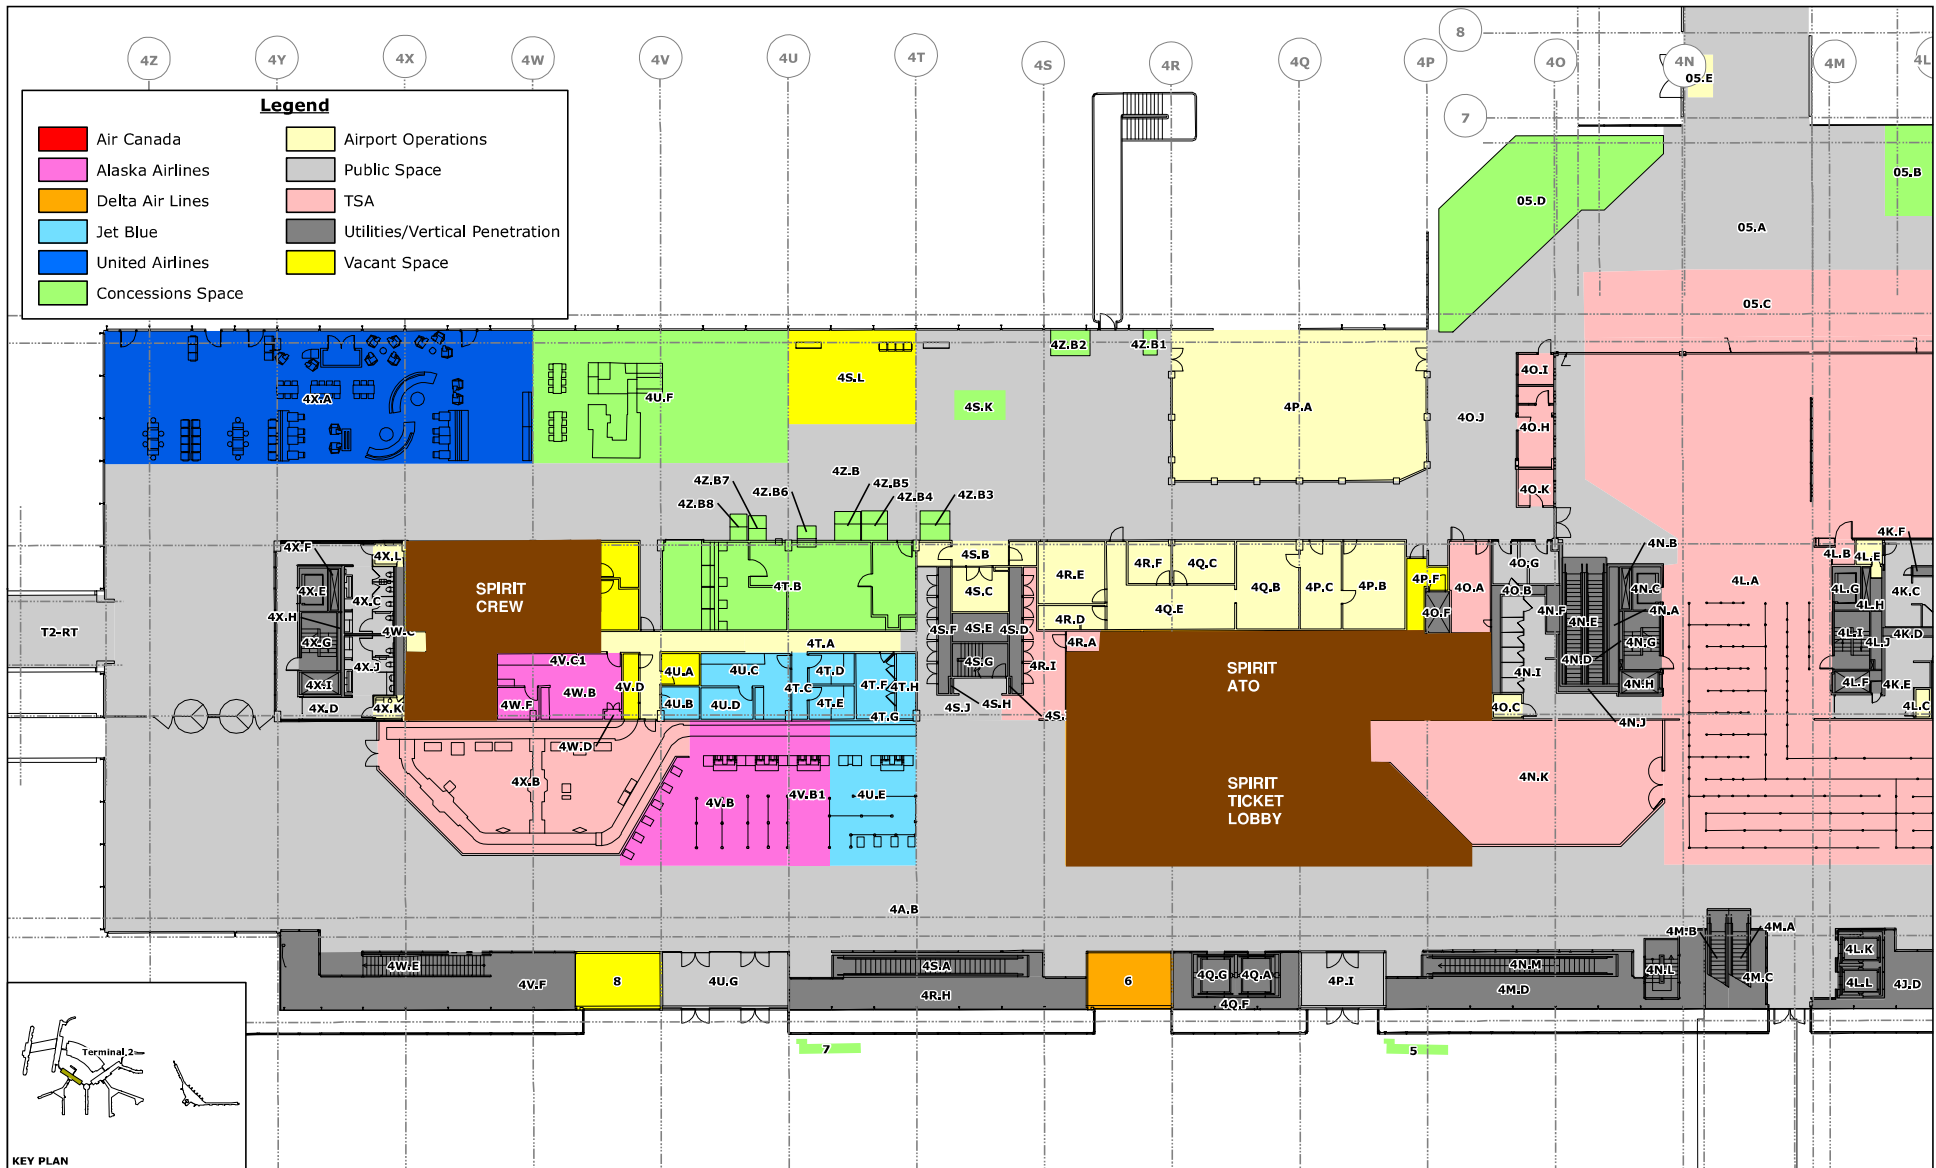 8
4Z
4Y
4X
4W
4V
4U
4T
4S
4R
4Q
4P
4O
4N
4M
4L
05.E
7
Legend
Air Canada
Alaska Airlines
Delta Air Lines
Jet Blue
United Airlines
Concessions Space
Airport Operations
Public Space
TSA
Utilities/Vertical Penetration
Vacant Space
05.B
05.D
05.A
05.C
4Z.B2
4Z.B1
4X.A
4U.F
4S.L
4S.K
4P.A
4O.J
4O.I
4O.H
4O.K
4Z.B
4Z.B7
4Z.B8
4Z.B6
4Z.B5
4Z.B4
4Z.B3
4X.F
4X.L
4X.E
4X.C
4X.H
4W.C
4X.G
4X.J
4X.I
4X.D
4X.K
SPIRIT
CREW
4T.B
4T.A
4S.B
4S.C
4S.F
4S.E
4S.D
4S.G
4S.H
4S.J
4S.
4R.I
4R.E
4R.F
4Q.C
4R.D
4Q.E
4Q.B
4P.C
4P.B
4P.F
4O.F
4O.A
4O.G
4O.B
4R.A
4N.B
4N.C
4N.A
4N.F
4N.E
4N.G
4N.D
4N.I
4N.H
4N.J
4O.C
4L.A
4L.B
4L.E
4K.F
4L.G
4K.C
4L.H
4L.I
4L.J
4K.D
4L.F
4K.E
4L.C
T2-RT
4V.C1
4W.B
4W.F
4V.D
4W.D
4U.A
4U.B
4U.C
4U.D
4T.C
4T.D
4T.E
4T.F
4T.H
4T.G
SPIRIT
ATO
SPIRIT
TICKET
LOBBY
4X.B
4V.B
4V.B1
4U.E
4N.K
4A.B
4W.E
4V.F
8
4U.G
4S.A
4R.H
6
4Q.G
4Q.A
4Q.F
4P.I
4N.M
4M.D
4N.L
4M.B
4M.A
4M.C
4L.K
4L.L
4J.D
7
5
Terminal 2
KEY PLAN